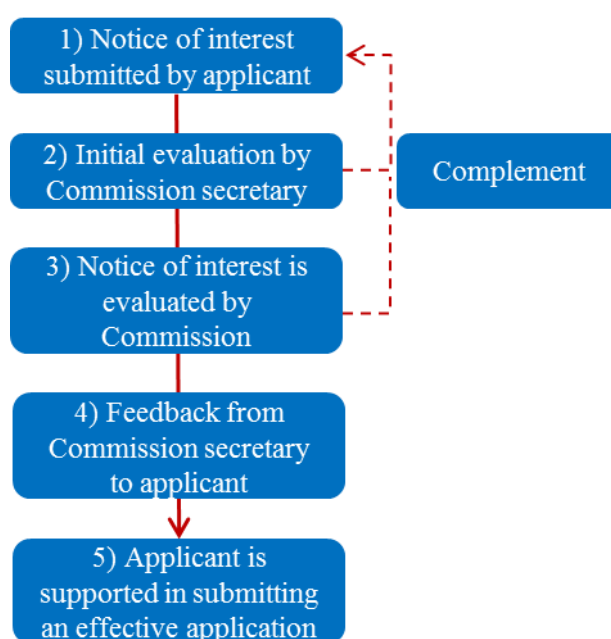 1) Notice of interest
submitted by applicant
2) Initial evaluation by
Commission secretary
Complement
3) Notice of interest is
evaluated by
Commission
4) Feedback from
Commission secretary
to applicant
5) Applicant is
supported in submitting
an effective application